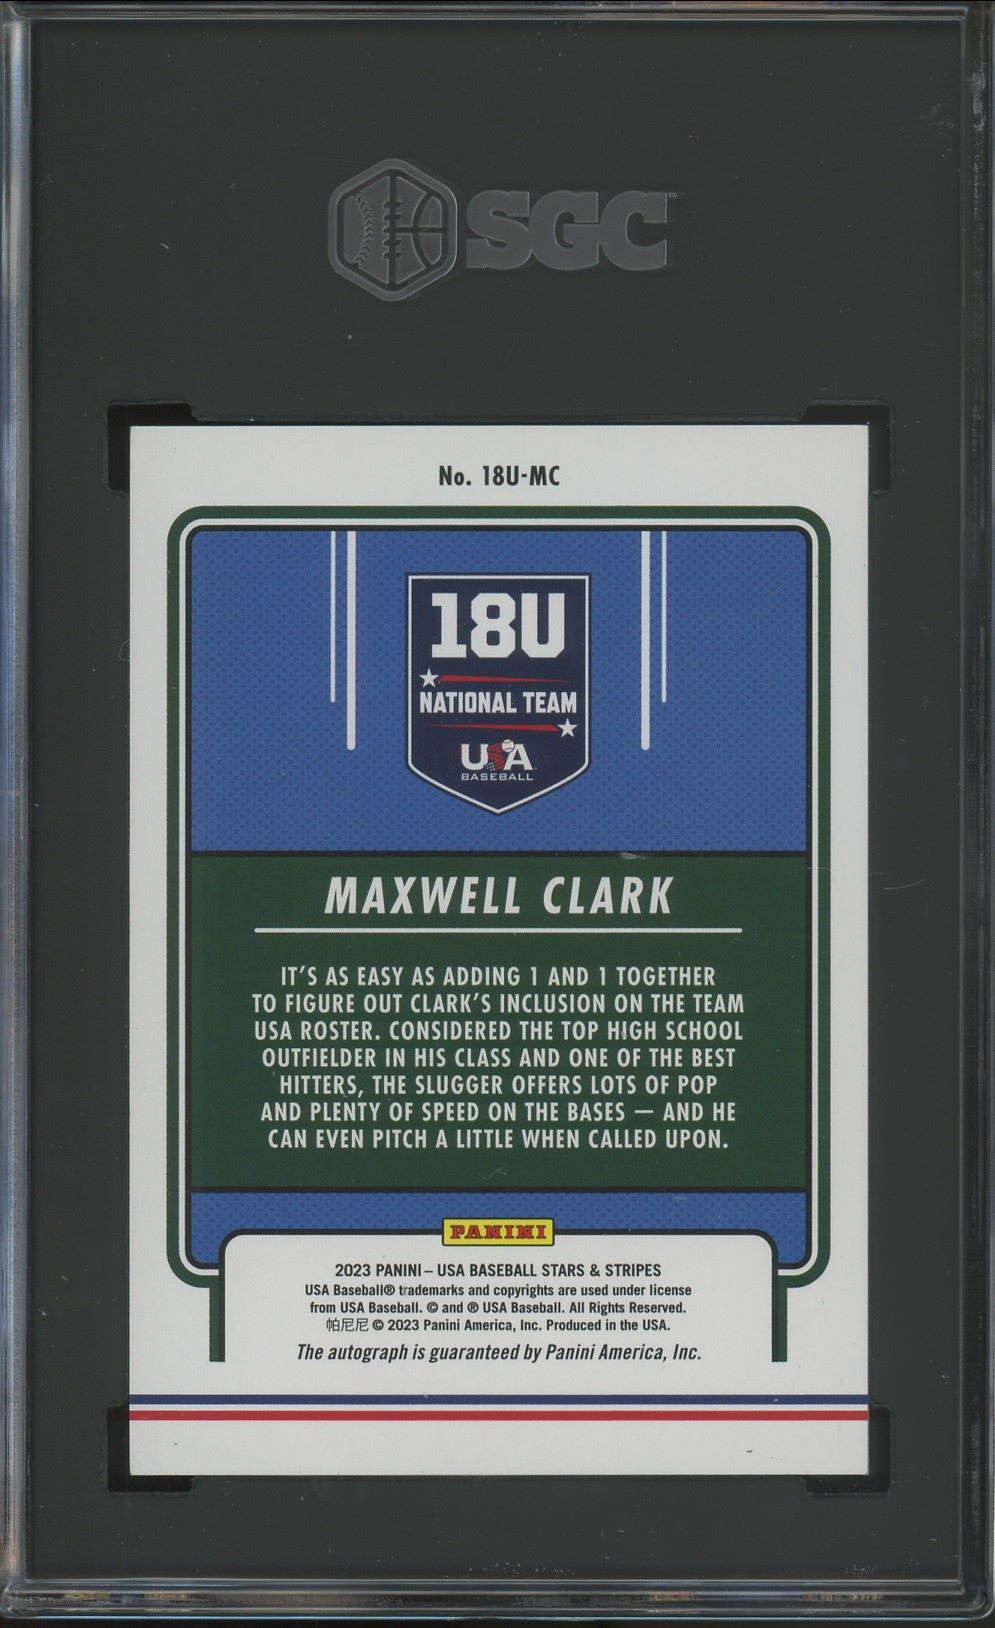 SGC
No. 18U-MC
18U
NATIONAL TEAM
USA
BASEBALL
MAXWELL CLARK
IT'S AS EASY AS ADDING 1 AND 1 TOGETHER
TO FIGURE OUT CLARK'S INCLUSION ON THE TEAM
USA ROSTER. CONSIDERED THE TOP HIGH SCHOOL
OUTFIELDER IN HIS CLASS AND ONE OF THE BEST
HITTERS, THE SLUGGER OFFERS LOTS OF POP
AND PLENTY OF SPEED ON THE BASES — AND HE
CAN EVEN PITCH A LITTLE WHEN CALLED UPON.
PANINI
2023 PANINI – USA BASEBALL STARS & STRIPES
USA Baseball® trademarks and copyrights are used under license
from USA Baseball. © and ® USA Baseball. All Rights Reserved.
帕尼尼 © 2023 Panini America, Inc. Produced in the USA.
The autograph is guaranteed by Panini America, Inc.